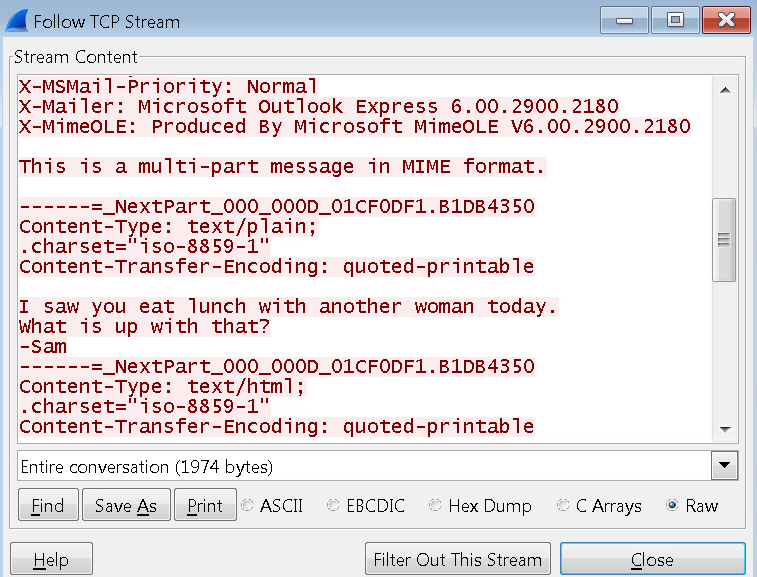 Follow TCP Stream
Stream Content
X-MSMail-Priority: Normal
X-Mailer: Microsoft Outlook Express 6.00.2900.2180
X-MimeOLE: Produced By Microsoft MimeOLE V6.00.2900.2180
This is a multi-part message in MIME format.
------=_NextPart_000_000D_01CF0DF1.B1DB4350
Content-Type: text/plain;
.charset="iso-8859-1"
Content-Transfer-Encoding: quoted-printable
I saw you eat lunch with another woman today.
What is up with that?
-Sam
------=_NextPart_000_000D_01CF0DF1.B1DB4350
Content-Type: text/html;
.charset="iso-8859-1"
Content-Transfer-Encoding: quoted-printable
Entire conversation (1974 bytes)
Find Save As Print ASCII EBCDIC Hex Dump C Arrays Raw
Help Filter Out This Stream Close